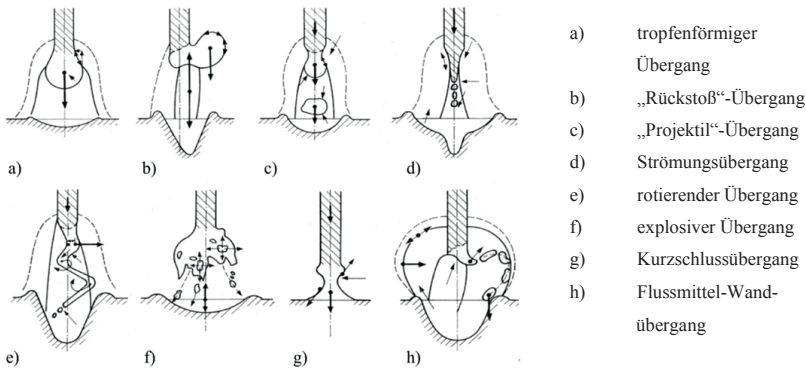 a)
b)
c)
d)
e)
f)
g)
h)
a) tropfenförmiger
Übergang
b) „Rückstoß“-Übergang
c) „Projektil“-Übergang
d) Strömungsübergang
e) rotierender Übergang
f) explosiver Übergang
g) Kurzschlussübergang
h) Flussmittel-Wand-
übergang